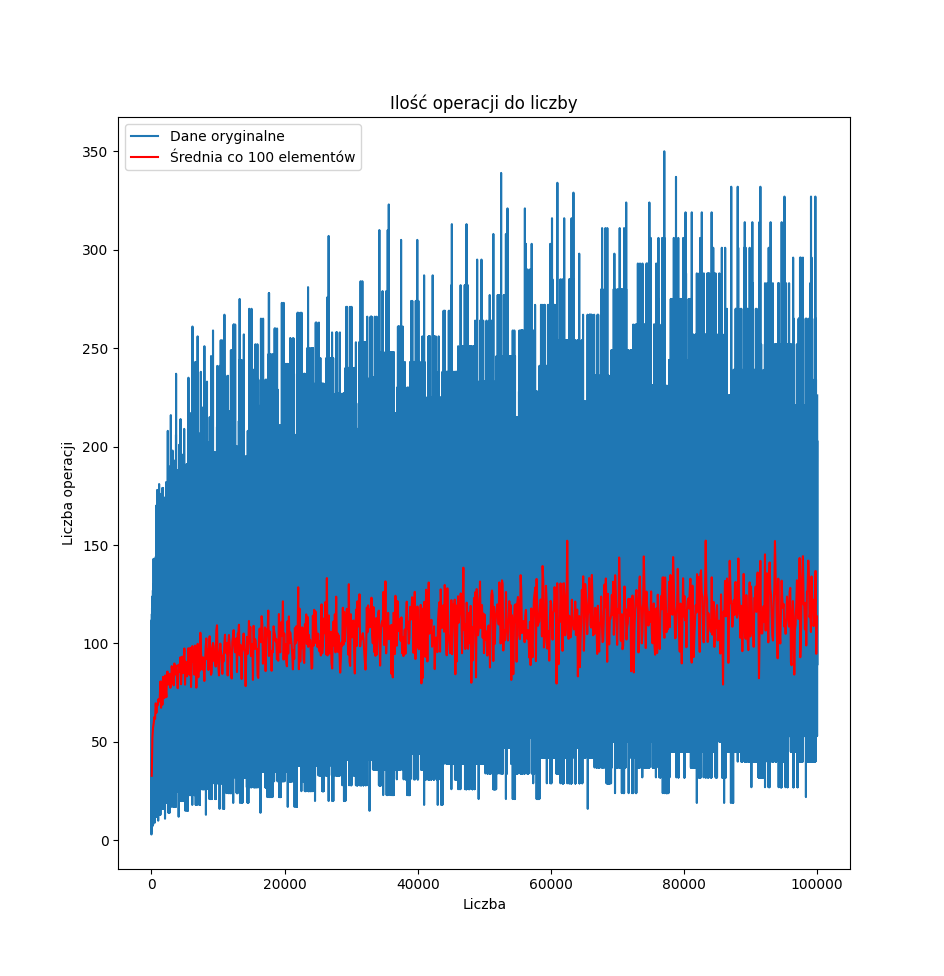 Ilość operacji do liczby
Dane oryginalne
Średnia co 100 elementów
350
300
250
200
150
100
50
0
Liczba operacji
0 20000 40000 60000 80000 100000
Liczba